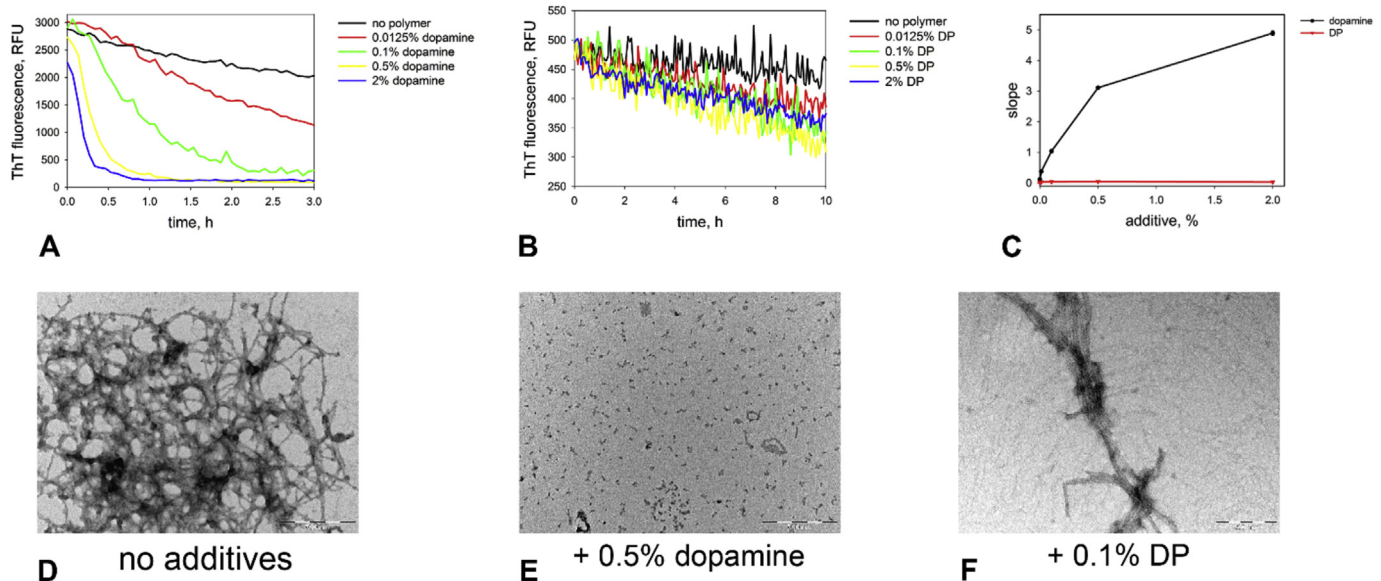 ThT fluorescence, RFU
3000
2500
2000
1500
1000
500
0
0.0 0.5 1.0 1.5 2.0 2.5 3.0
time, h
no polymer
0.0125% dopamine
0.1% dopamine
0.5% dopamine
2% dopamine
A
ThT fluorescence, RFU
550
500
450
400
350
300
250
0 2 4 6 8 10
time, h
no polymer
0.0125% DP
0.1% DP
0.5% DP
2% DP
B
slope
5
4
3
2
1
0
0.0 0.5 1.0 1.5 2.0
additive, %
dopamine
DP
C
D
no additives
E
+ 0.5% dopamine
F
+ 0.1% DP